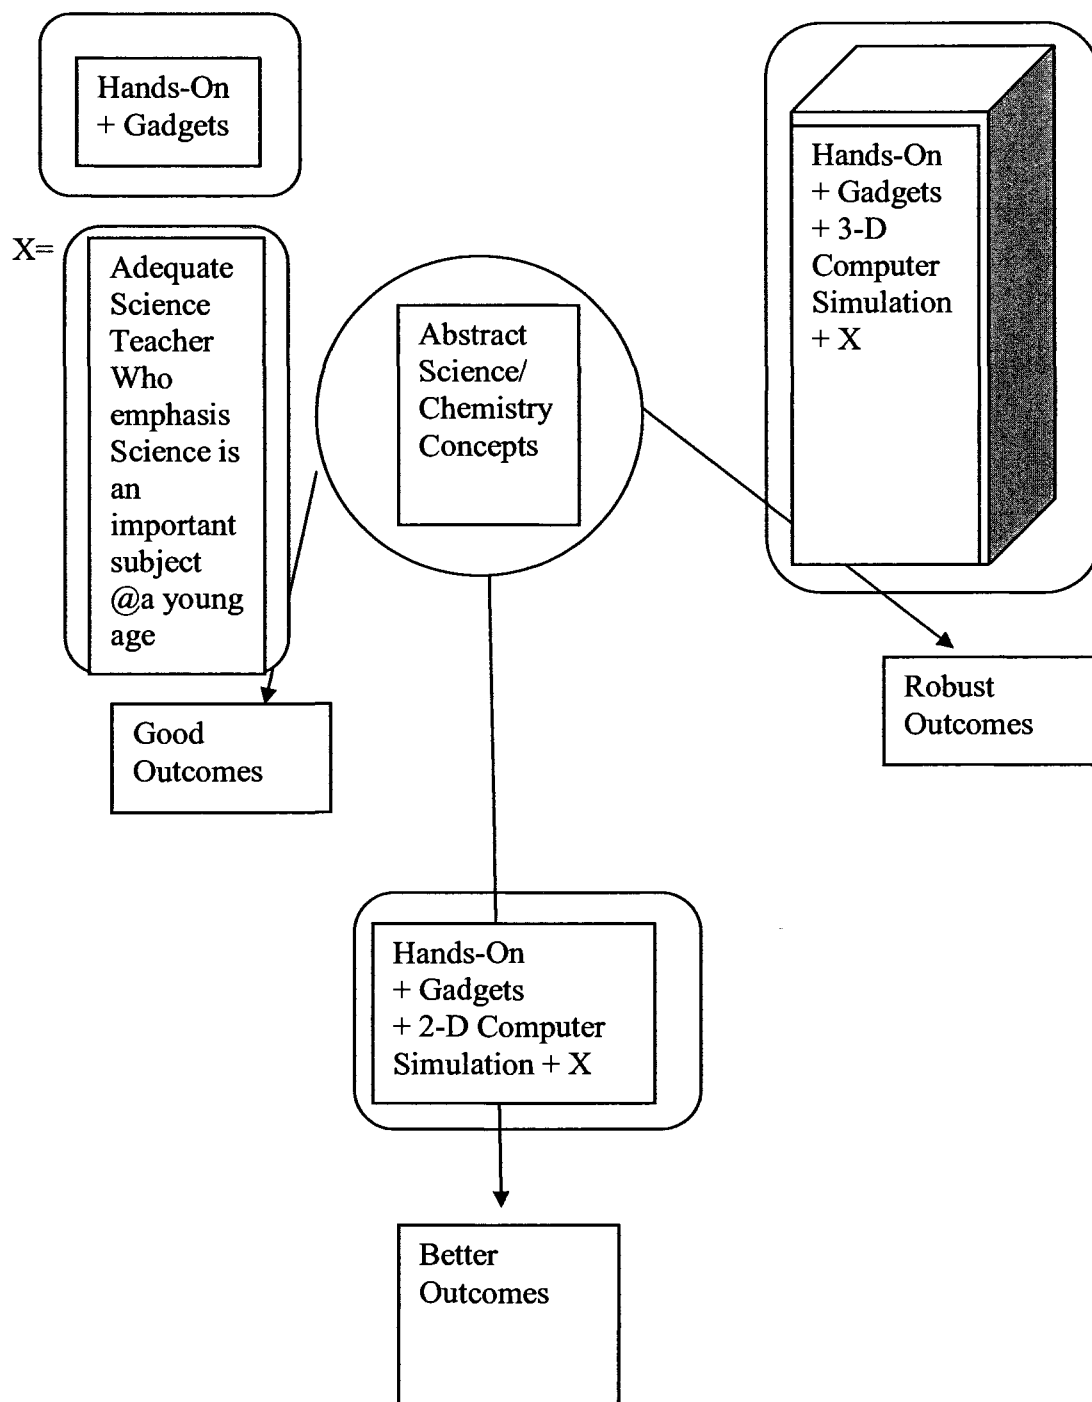 Hands-On
+ Gadgets
X=
Adequate
Science
Teacher
Who
emphasis
Science is
an
important
subject
@a young
age
Abstract
Science/
Chemistry
Concepts
Hands-On
+ Gadgets
+ 3-D
Computer
Simulation
+ X
Good
Outcomes
Robust
Outcomes
Hands-On
+ Gadgets
+ 2-D Computer
Simulation + X
Better
Outcomes